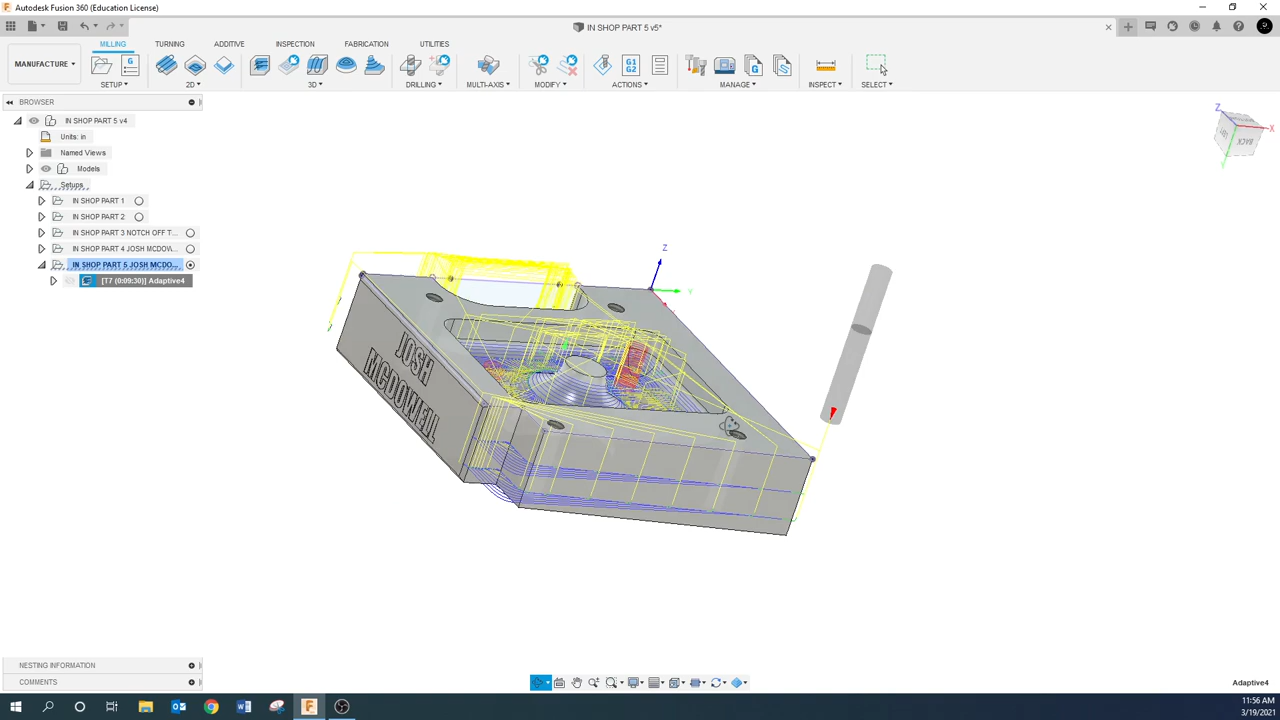 Autodesk Fusion 360 (Education License)
IN SHOP PART 5 v5*
MILLING TURNING ADDITIVE INSPECTION FABRICATION UTILITIES
MANUFACTURE
G1
G2
SETUP 2D 3D DRILLING MULTI-AXIS MODIFY ACTIONS MANAGE INSPECT SELECT
BROWSER
IN SHOP PART 5 v4
Units: in
Named Views
Models
Setups
IN SHOP PART 1
IN SHOP PART 2
IN SHOP PART 3 NOTCH OFF T...
IN SHOP PART 4 JOSH MCDOW...
IN SHOP PART 5 JOSH MCDO...
[T7 (0:09:30)] Adaptive4
Z
X
Y
BACK
Z
Y
JOSH
MCDOWELL
NESTING INFORMATION
COMMENTS
Adaptive4
11:56 AM
3/19/2021